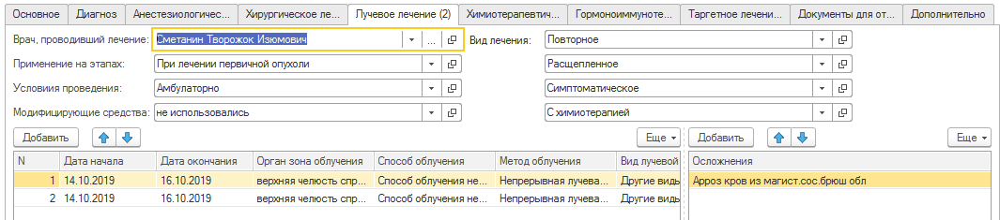 Основное Диагноз Анестезиологичес... Хирургическое ле... Лучевое лечение (2) Химиотерапевтич... Гормоноиммуноте... Таргетное лечени... Документы для от... Дополнительно
Врач, проводивший лечение: Сметанин Творожок Изюмович ... Вид лечения: Повторное
Применение на этапах: При лечении первичной опухоли Расщепленное
Условиия проведения: Амбулаторно Симптоматическое
Модифицирующие средства: не использовались С химиотерапией
Добавить Еще Добавить Еще
N Дата начала Дата окончания Орган зона облучения Способ облучения Метод облучения Вид лучевой Осложнения
1 14.10.2019 16.10.2019 верхняя челюсть спр... Способ облучения не... Непрерывная лучева... Другие виды Арроз кров из магист.сос.брюш обл
2 14.10.2019 16.10.2019 верхняя челюсть спр... Способ облучения не... Непрерывная лучева... Другие виды